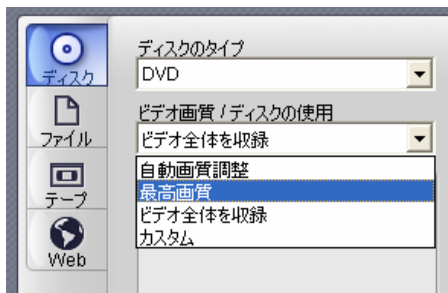 ディスク
ファイル
テープ
Web
ディスクのタイプ
DVD
ビデオ画質 / ディスクの使用
ビデオ全体を収録
自動画質調整
最高画質
ビデオ全体を収録
カスタム